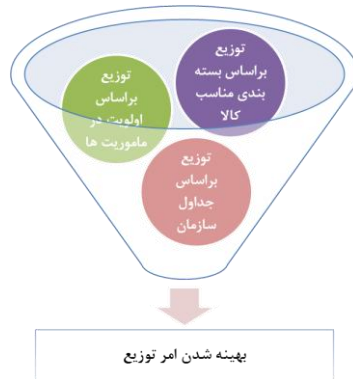 توزیع
براساس بسته
بندی مناسب
کالا
توزیع
براساس
اولویت در
ماموریت ها
توزیع
براساس
جداول
سازمان
بهینه شدن امر توزیع